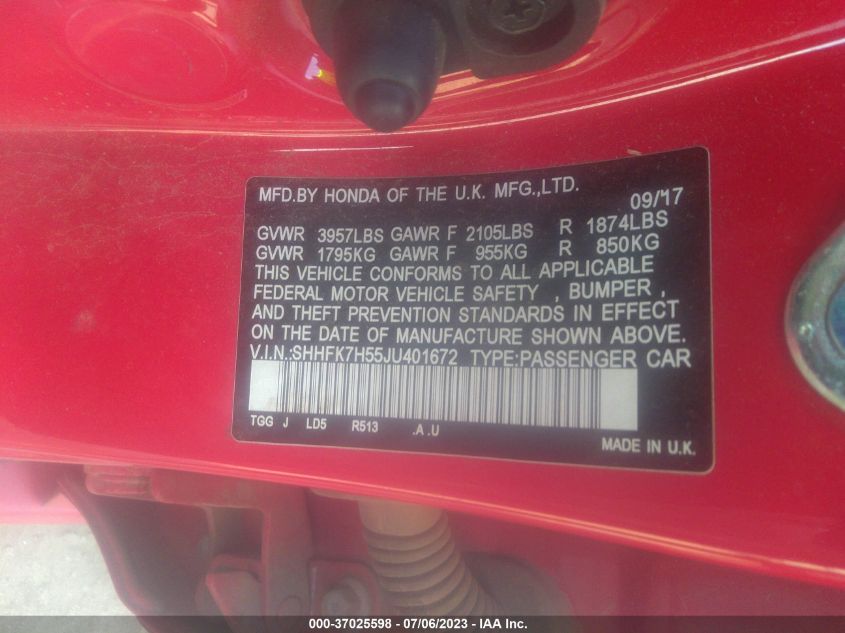 MFD.BY HONDA OF THE U.K. MFG.,LTD.
09/'17
GVWR 3957LBS GAWR F 2105LBS R 1874LBS
GVWR 1795KG GAWR F 955KG R 850KG
THIS VEHICLE CONFORMS TO ALL APPLICABLE
FEDERAL MOTOR VEHICLE SAFETY , BUMPER ,
AND THEFT PREVENTION STANDARDS IN EFFECT
ON THE DATE OF MANUFACTURE SHOWN ABOVE.
V.I.N.:SHHFK7H55JU401672 TYPE:PASSENGER CAR
TGG J LD5 R513 .A .U
MADE IN U.K.
000-37025598 - 07/06/2023 - IAA Inc.